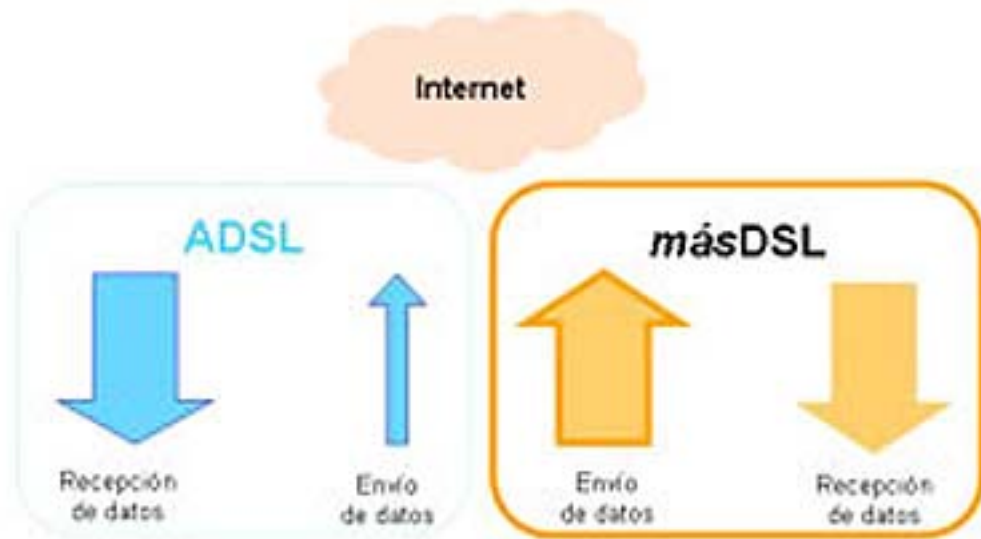 Internet
ADSL
másDSL
Recepción
de datos
Envío
de datos
Envío
de datos
Recepción
de datos